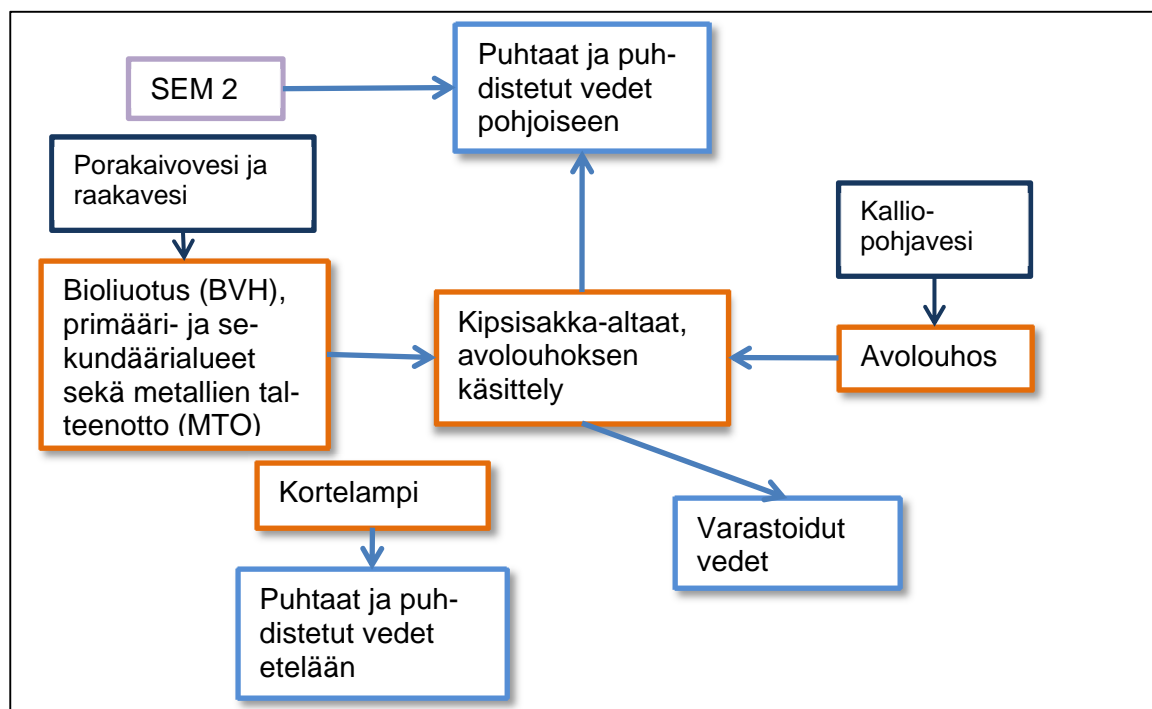 SEM 2
Puhtaat ja puh-
distetut vedet
pohjoiseen
Porakaivovesi ja
raakavesi
Kallio-
pohjavesi
Bioliuotus (BVH),
primääri- ja se-
kundäärialueet
sekä metallien tal-
teenotto (MTO)
Kipsisakka-altaat,
avolouhoksen
käsittely
Avolouhos
Kortelampi
Varastoidut
vedet
Puhtaat ja puh-
distetut vedet
etelään